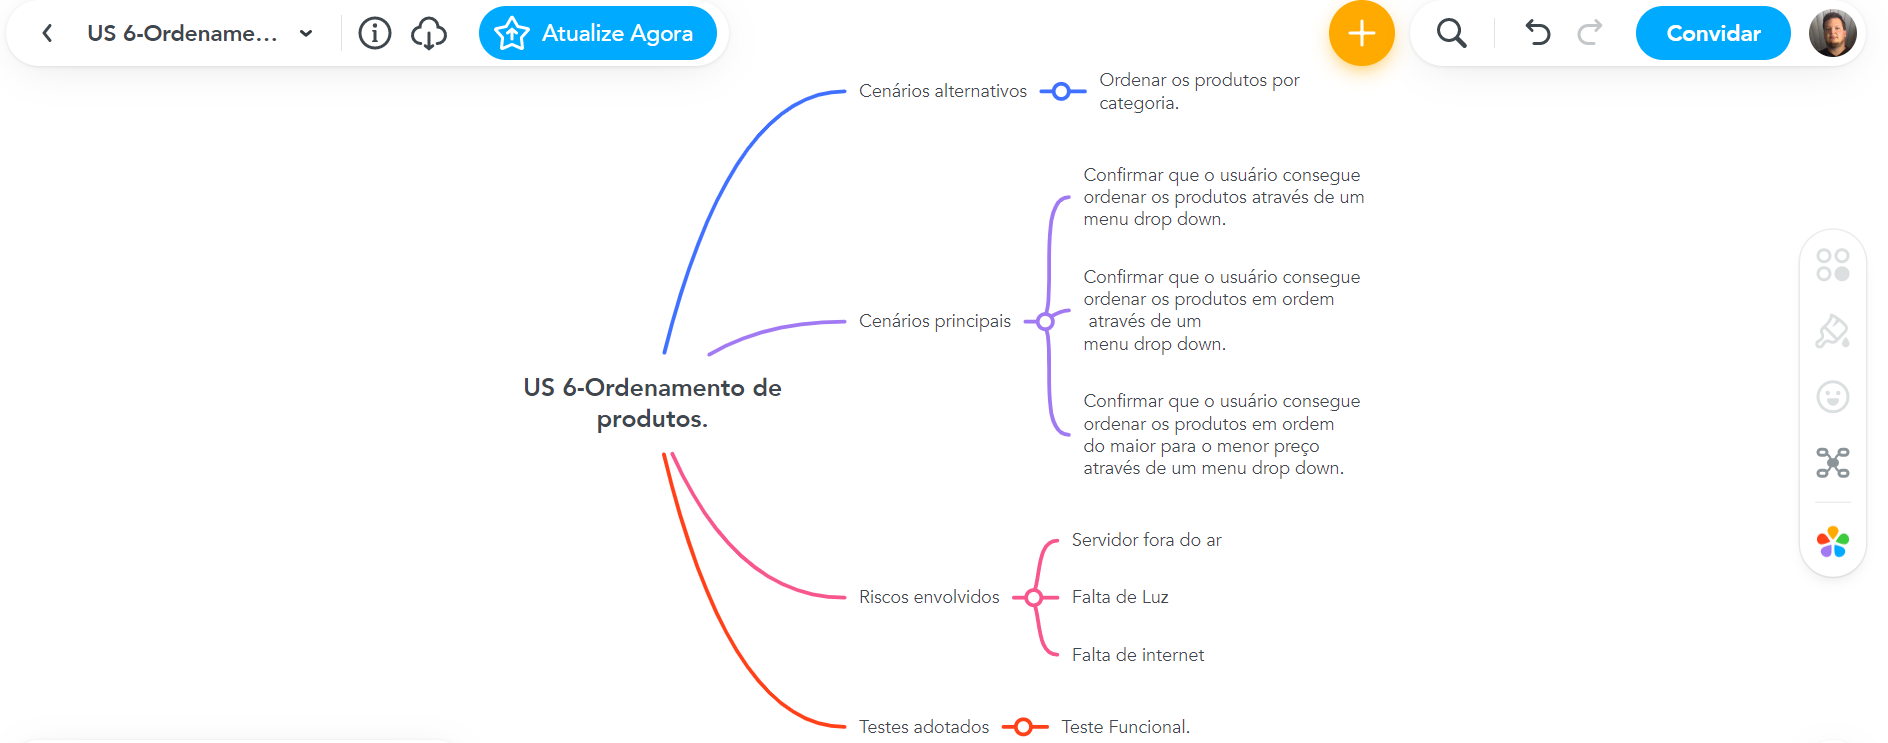 US 6-Ordename...
Atualize Agora
Convidar
Cenários alternativos
Ordenar os produtos por
categoria.
Cenários principais
Confirmar que o usuário consegue
ordenar os produtos através de um
menu drop down.
Confirmar que o usuário consegue
ordenar os produtos em ordem
através de um
menu drop down.
Confirmar que o usuário consegue
ordenar os produtos em ordem
do maior para o menor preço
através de um menu drop down.
US 6-Ordenamento de
produtos.
Riscos envolvidos
Servidor fora do ar
Falta de Luz
Falta de internet
Testes adotados
Teste Funcional.